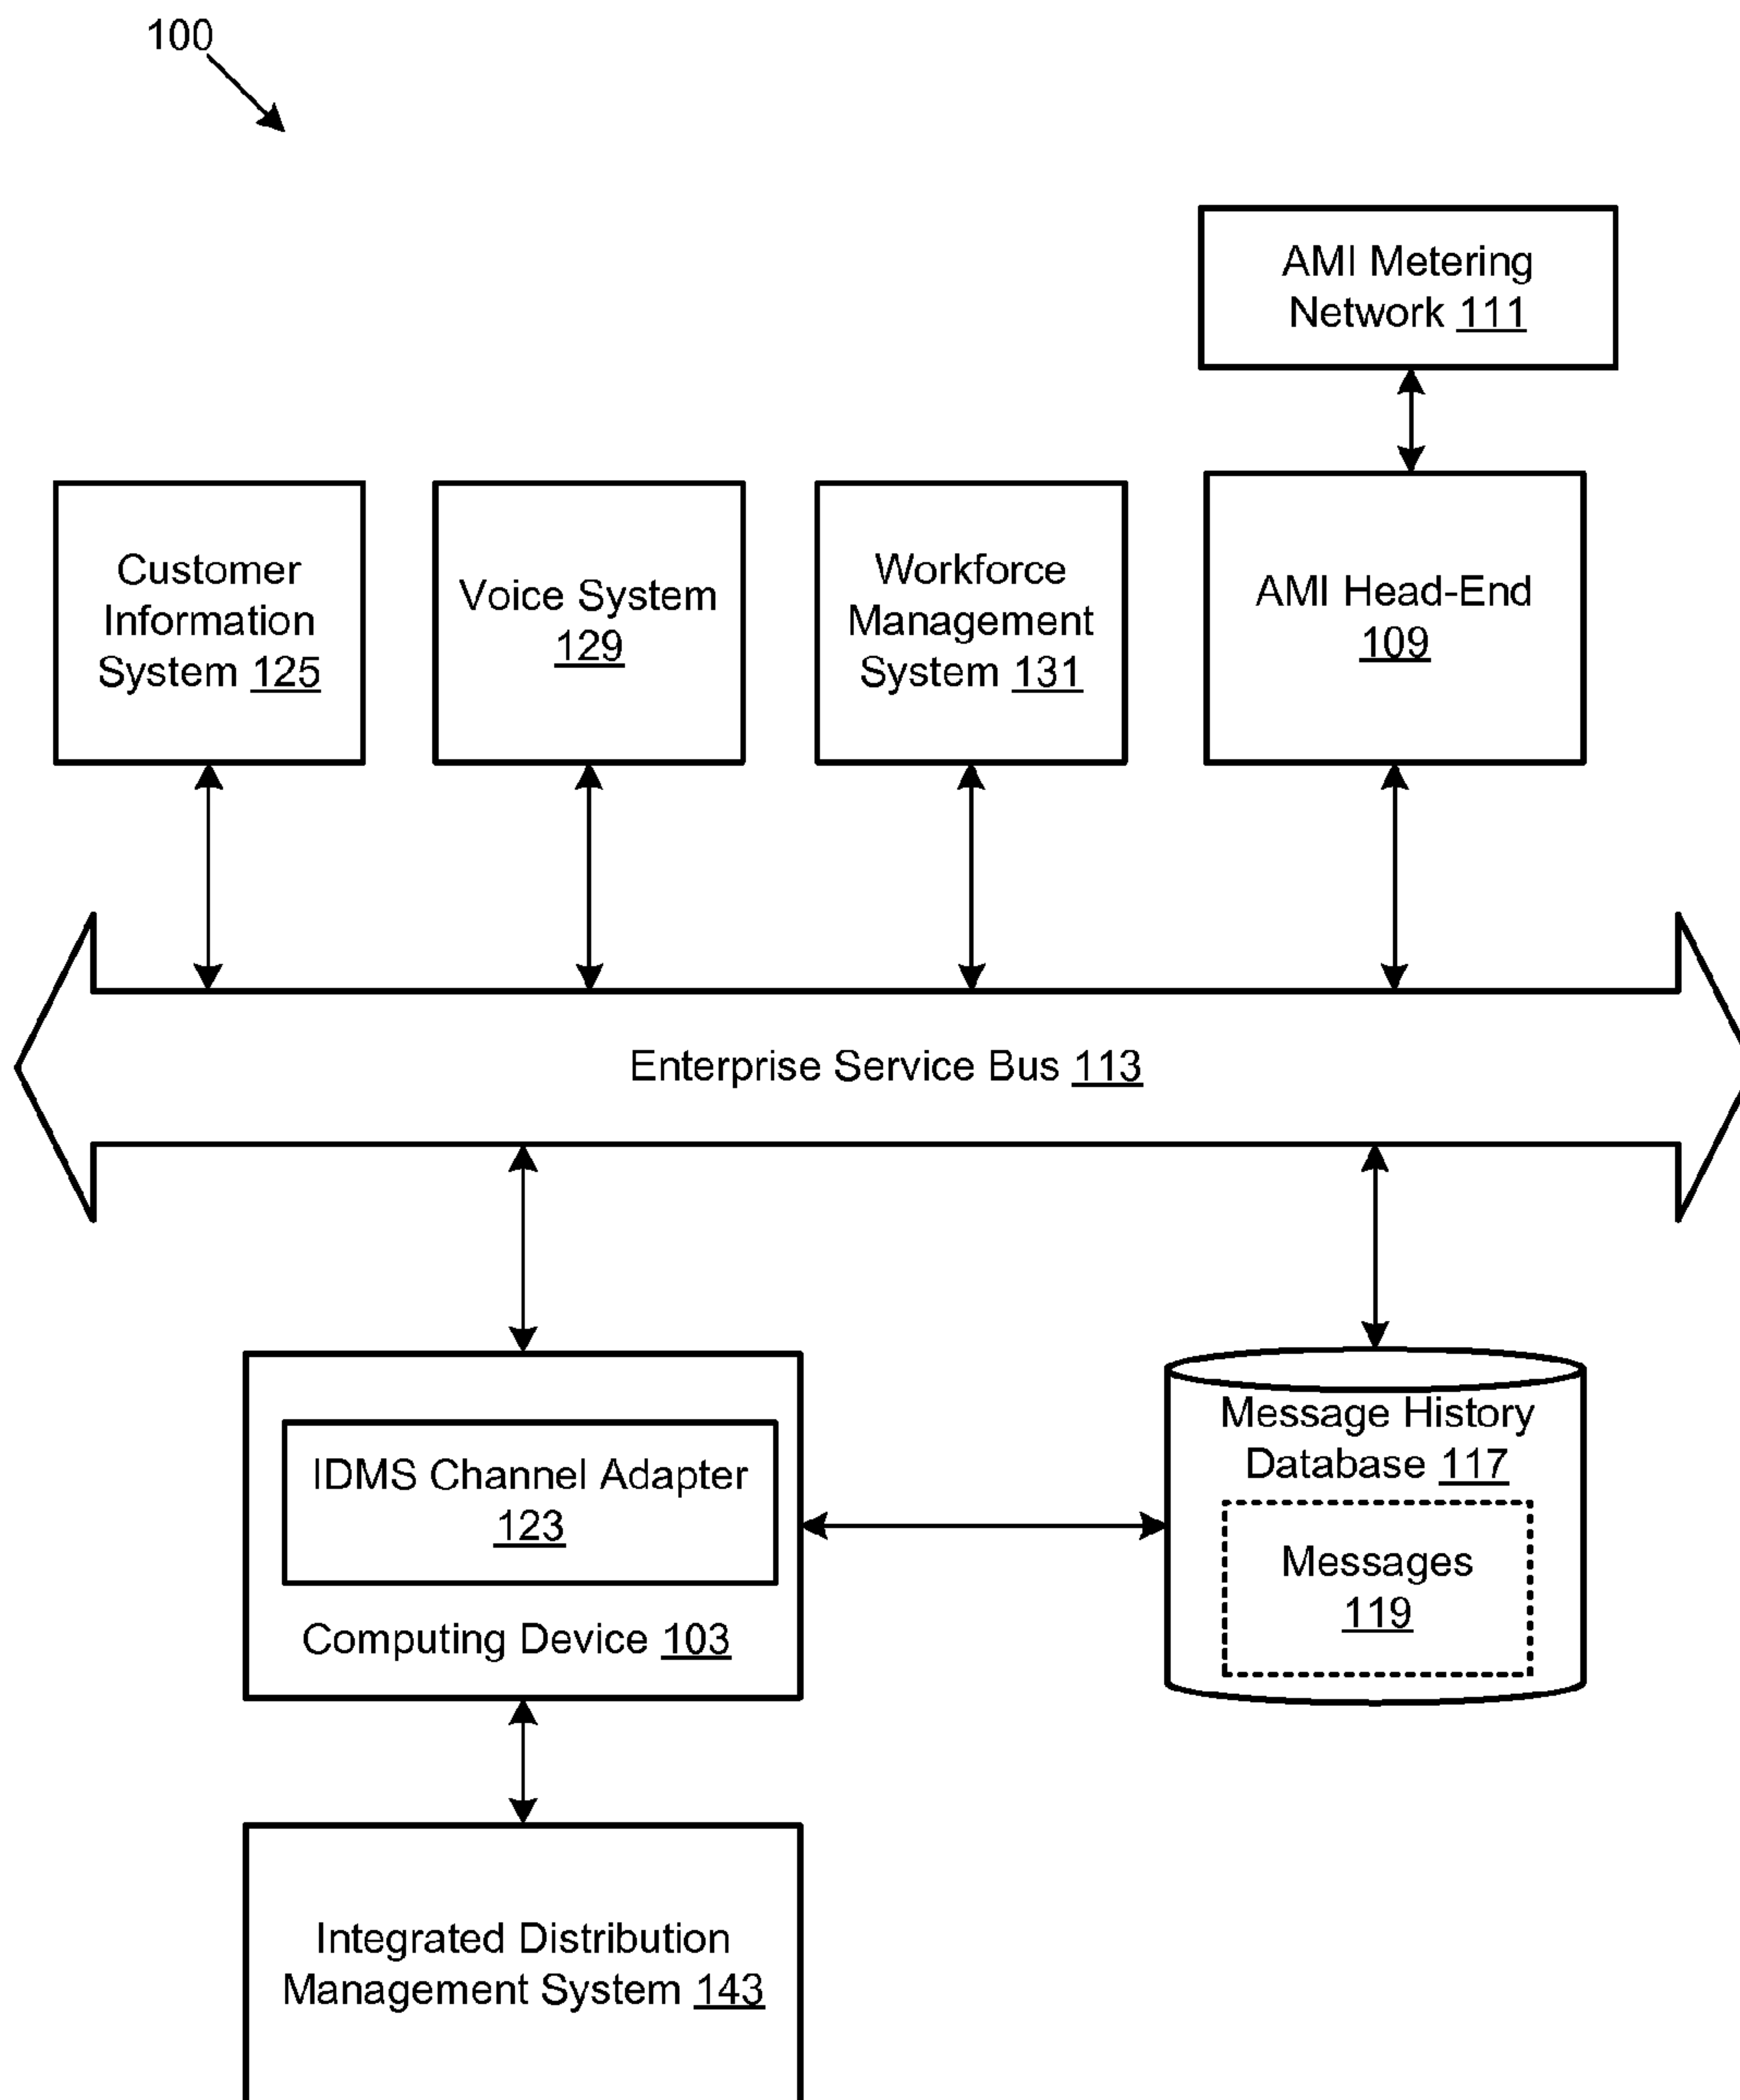 100
AMI Metering
Network 111
Customer
Information
System 125
Voice System
129
Workforce
Management
System 131
AMI Head-End
109
Enterprise Service Bus 113
IDMS Channel Adapter
123
Computing Device 103
Message History
Database 117
Messages
119
Integrated Distribution
Management System 143